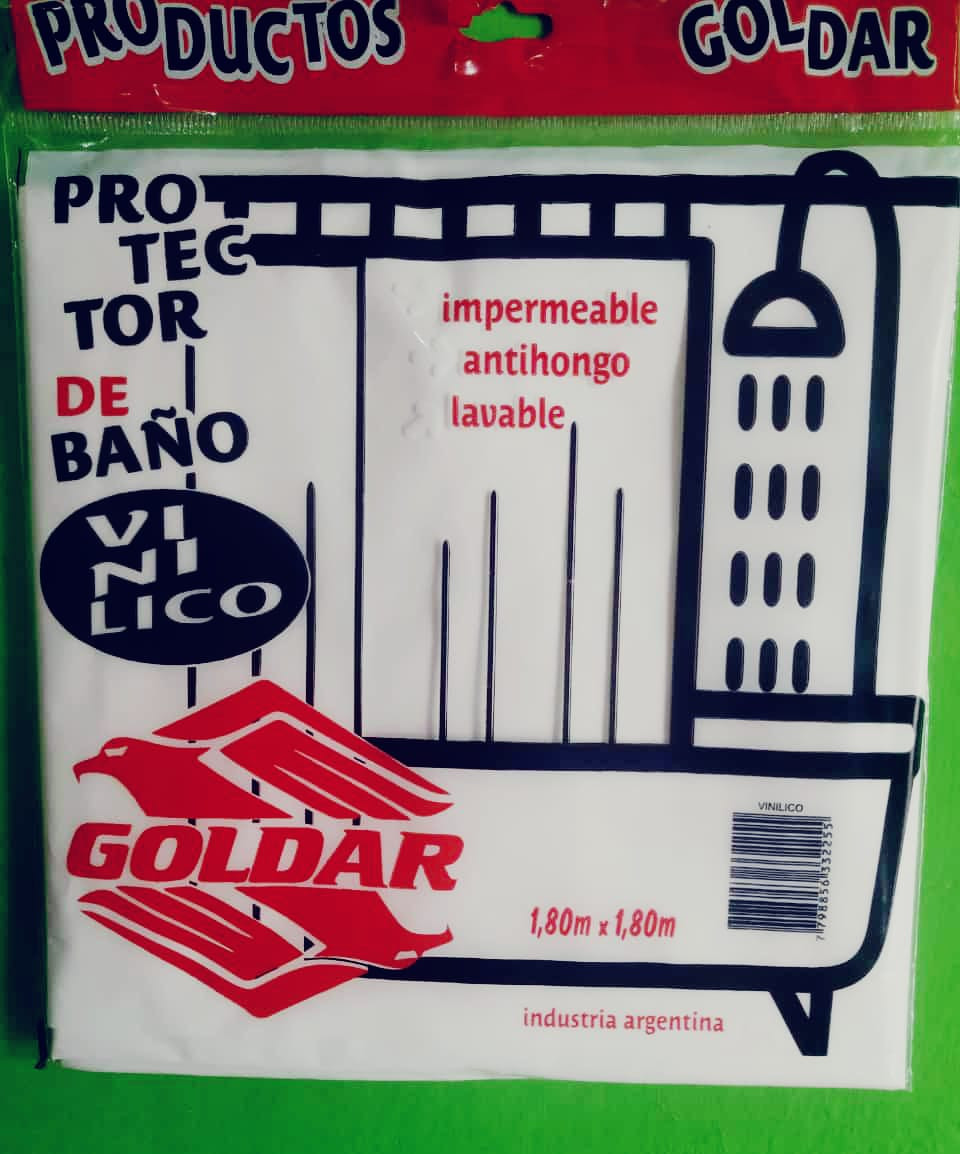 PRODUCTOS GOLDAR
PRO
TEC
TOR
DE
BAÑO
VI
NI
LICO
impermeable
antihongo
lavable
GOLDAR
VINILICO
7798856332255
1,80m x 1,80m
industria argentina